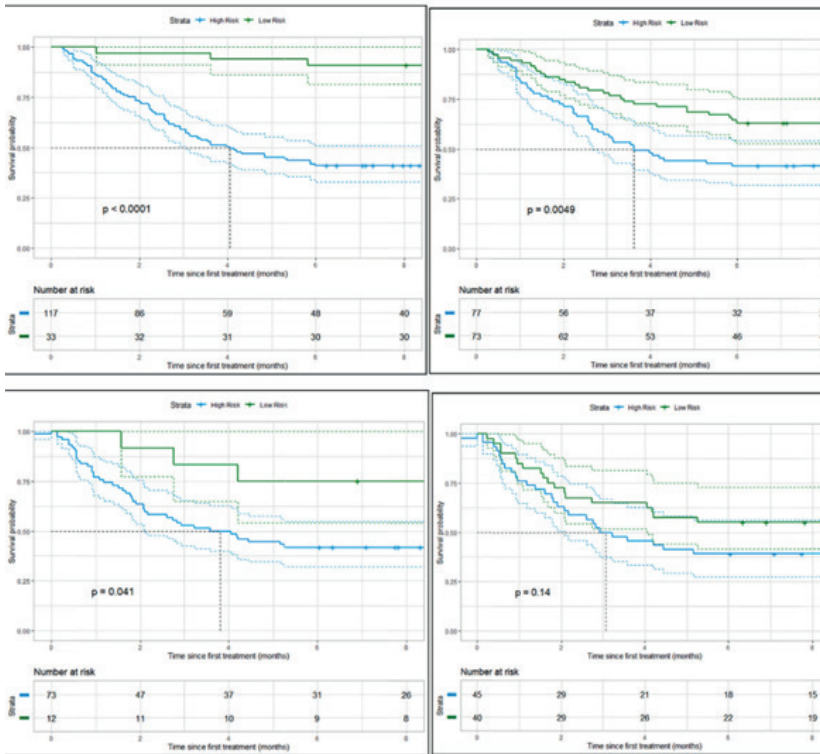 Strata High Risk Low Risk
1.00
0.75
0.50
0.25
0.00
Survival probability
p < 0.0001
0 2 4 6 8
Time since first treatment (months)
Number at risk
Strata
117 86 59 48 40
33 32 31 30 30
0 2 4 6 8
Time since first treatment (months)
Strata High Risk Low Risk
1.00
0.75
0.50
0.25
0.00
Survival probability
p = 0.0049
0 2 4 6
Time since first treatment (months)
Number at risk
Strata
77 56 37 32
73 62 53 46
0 2 4 6
Time since first treatment (months)
Strata High Risk Low Risk
1.00
0.75
0.50
0.25
0.00
Survival probability
p = 0.041
0 2 4 6 8
Time since first treatment (months)
Number at risk
Strata
73 47 37 31 26
12 11 10 9 8
0 2 4 6 8
Time since first treatment (months)
Strata High Risk Low Risk
1.00
0.75
0.50
0.25
0.00
Survival probability
p = 0.14
0 2 4 6 8
Time since first treatment (months)
Number at risk
Strata
45 29 21 18 15
40 29 26 22 19
0 2 4 6 8
Time since first treatment (months)